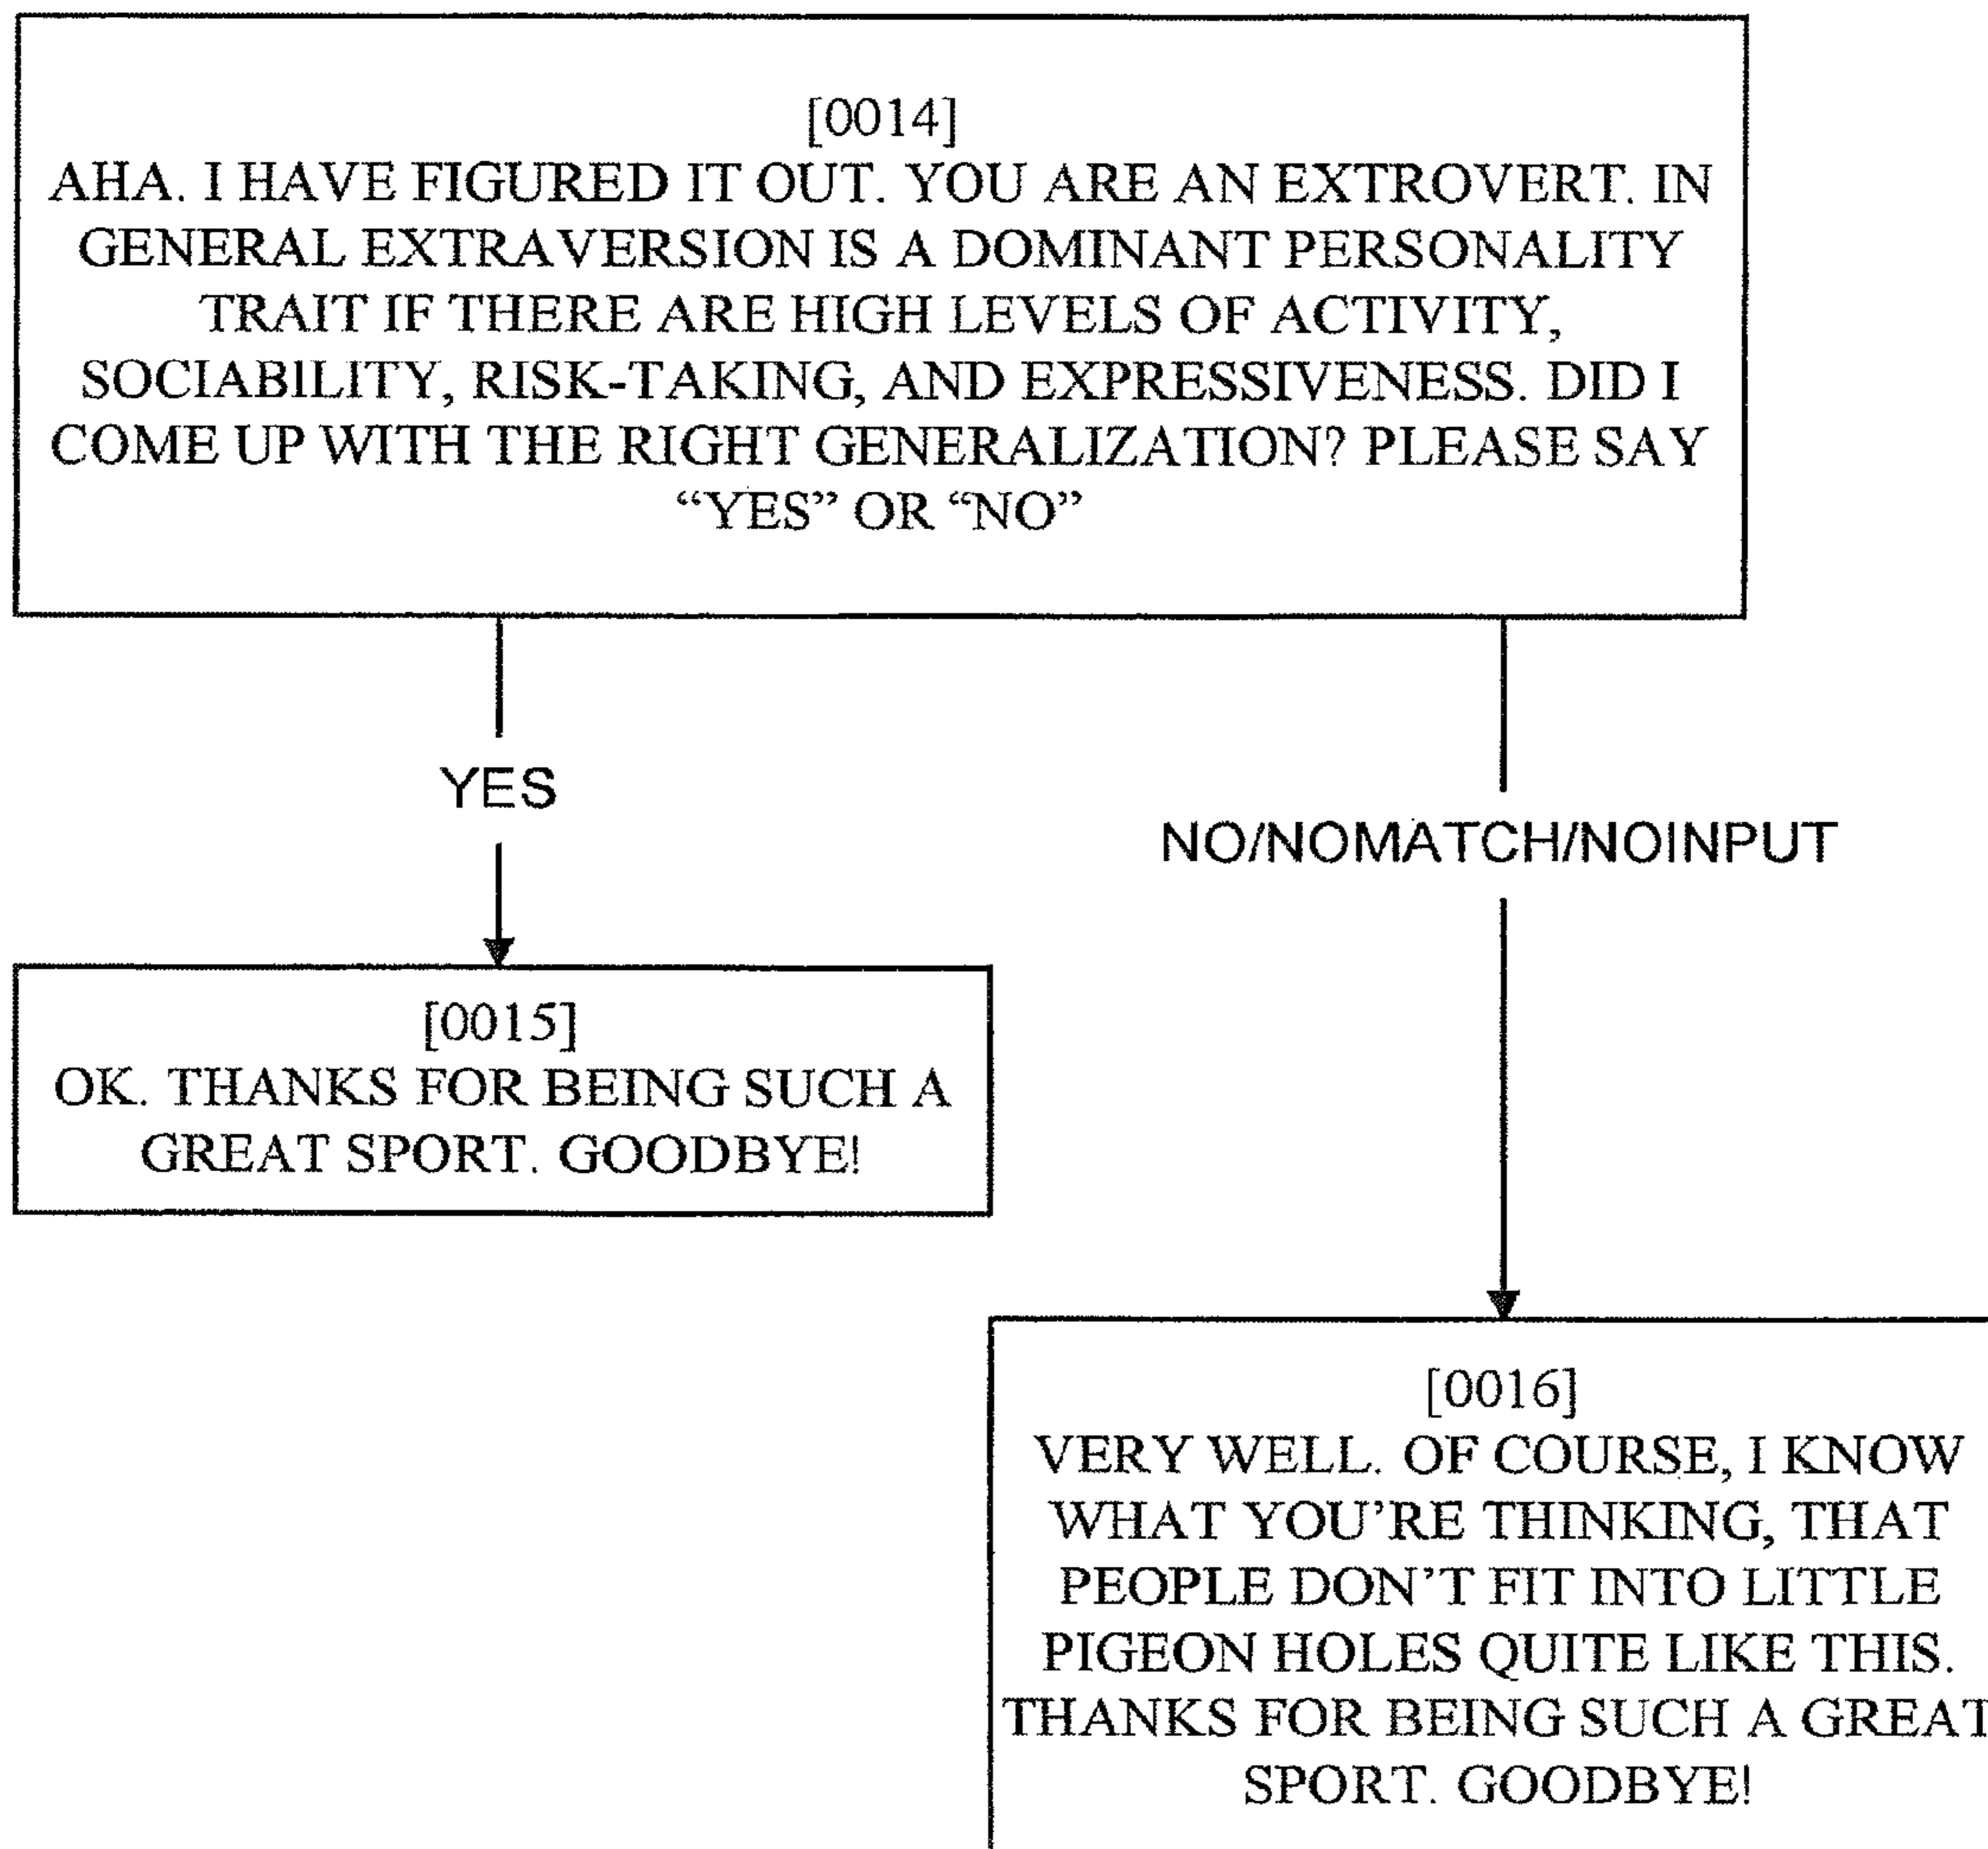 [0014]
AHA. I HAVE FIGURED IT OUT. YOU ARE AN EXTROVERT. IN
GENERAL EXTRAVERSION IS A DOMINANT PERSONALITY
TRAIT IF THERE ARE HIGH LEVELS OF ACTIVITY,
SOCIABILITY, RISK-TAKING, AND EXPRESSIVENESS. DID I
COME UP WITH THE RIGHT GENERALIZATION? PLEASE SAY
“YES” OR “NO”
YES
NO/NOMATCH/NOINPUT
[0015]
OK. THANKS FOR BEING SUCH A
GREAT SPORT. GOODBYE!
[0016]
VERY WELL. OF COURSE, I KNOW
WHAT YOU’RE THINKING, THAT
PEOPLE DON’T FIT INTO LITTLE
PIGEON HOLES QUITE LIKE THIS.
THANKS FOR BEING SUCH A GREAT
SPORT. GOODBYE!